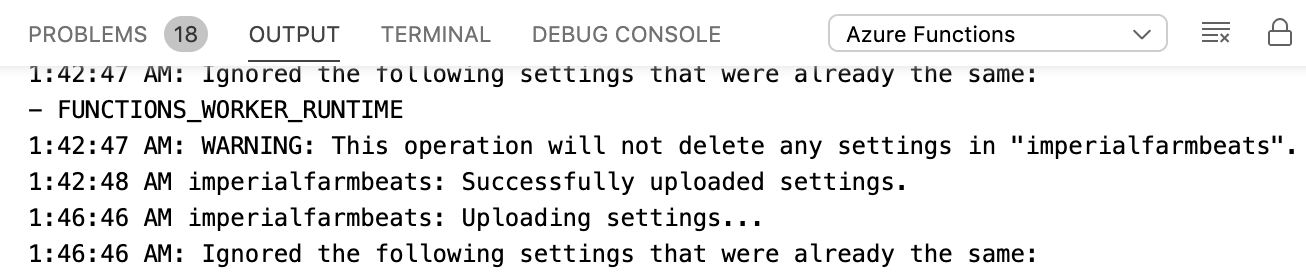 PROBLEMS 18 OUTPUT TERMINAL DEBUG CONSOLE Azure Functions
1:42:47 AM: Ignored the following settings that were already the same:
- FUNCTIONS_WORKER_RUNTIME
1:42:47 AM: WARNING: This operation will not delete any settings in "imperialfarmbeats".
1:42:48 AM imperialfarmbeats: Successfully uploaded settings.
1:46:46 AM imperialfarmbeats: Uploading settings...
1:46:46 AM: Ignored the following settings that were already the same: